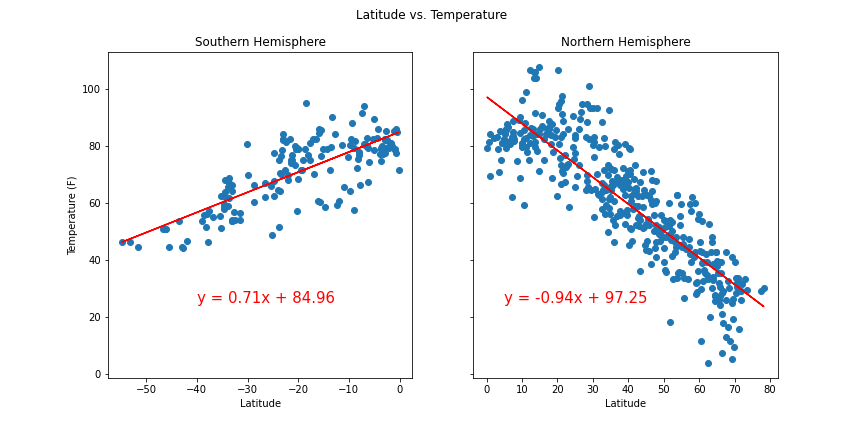 Latitude vs. Temperature
Southern Hemisphere
Northern Hemisphere
Temperature (F)
100
80
60
40
20
0
y = 0.71x + 84.96
y = -0.94x + 97.25
−50 −40 −30 −20 −10 0
0 10 20 30 40 50 60 70 80
Latitude
Latitude